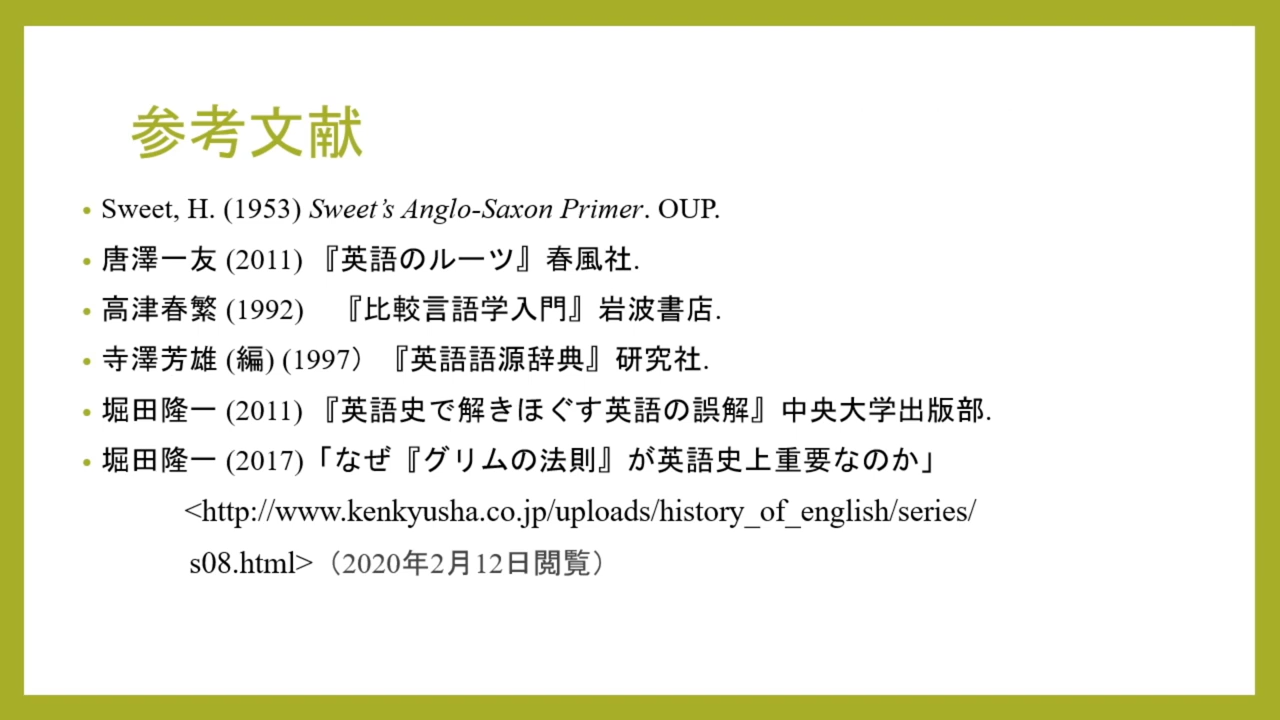 参考文献
• Sweet, H. (1953) Sweet’s Anglo-Saxon Primer. OUP.
• 唐澤一友 (2011) 『英語のルーツ』春風社.
• 高津春繁 (1992)　『比較言語学入門』岩波書店.
• 寺澤芳雄 (編) (1997） 『英語語源辞典』研究社.
• 堀田隆一 (2011) 『英語史で解きほぐす英語の誤解』中央大学出版部.
• 堀田隆一 (2017)「なぜ『グリムの法則』が英語史上重要なのか」
<http://www.kenkyusha.co.jp/uploads/history_of_english/series/
s08.html>（2020年2月12日閲覧）